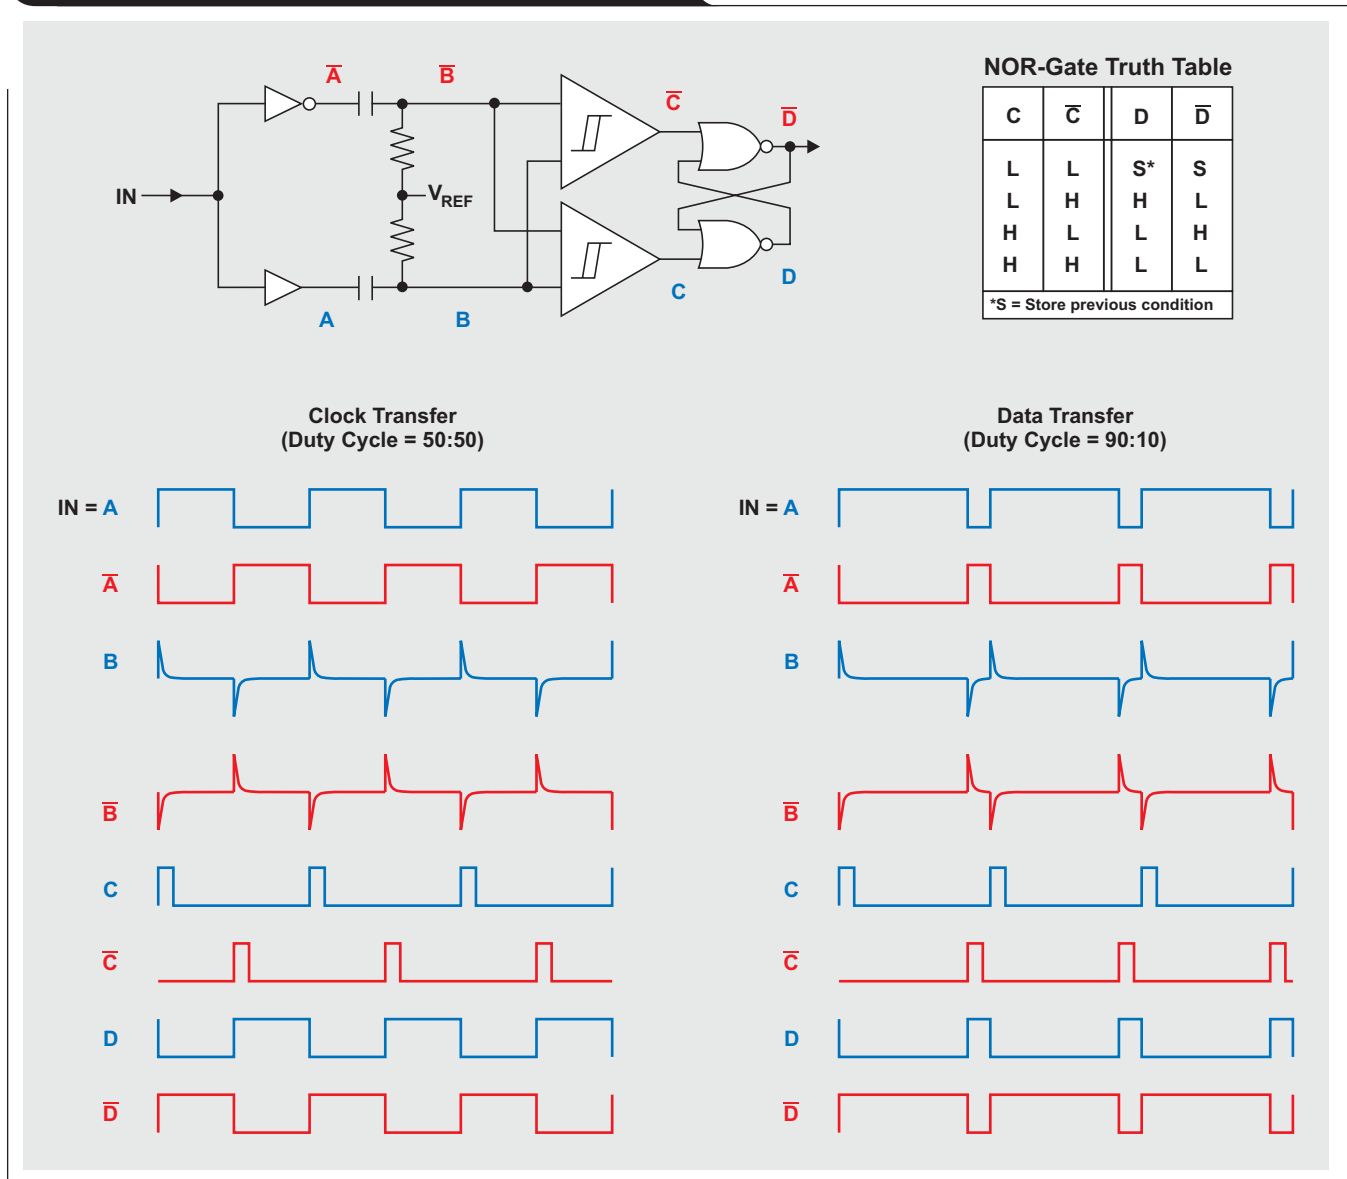 A̅ B̅
C̅ D̅
IN
V_REF
A B C D
NOR-Gate Truth Table
C C̅ D D̅
L L S* S
L H H L
H L L H
H H L L
*S = Store previous condition
Clock Transfer
(Duty Cycle = 50:50)
IN = A
A̅
B
B̅
C
C̅
D
D̅
Data Transfer
(Duty Cycle = 90:10)
IN = A
A̅
B
B̅
C
C̅
D
D̅